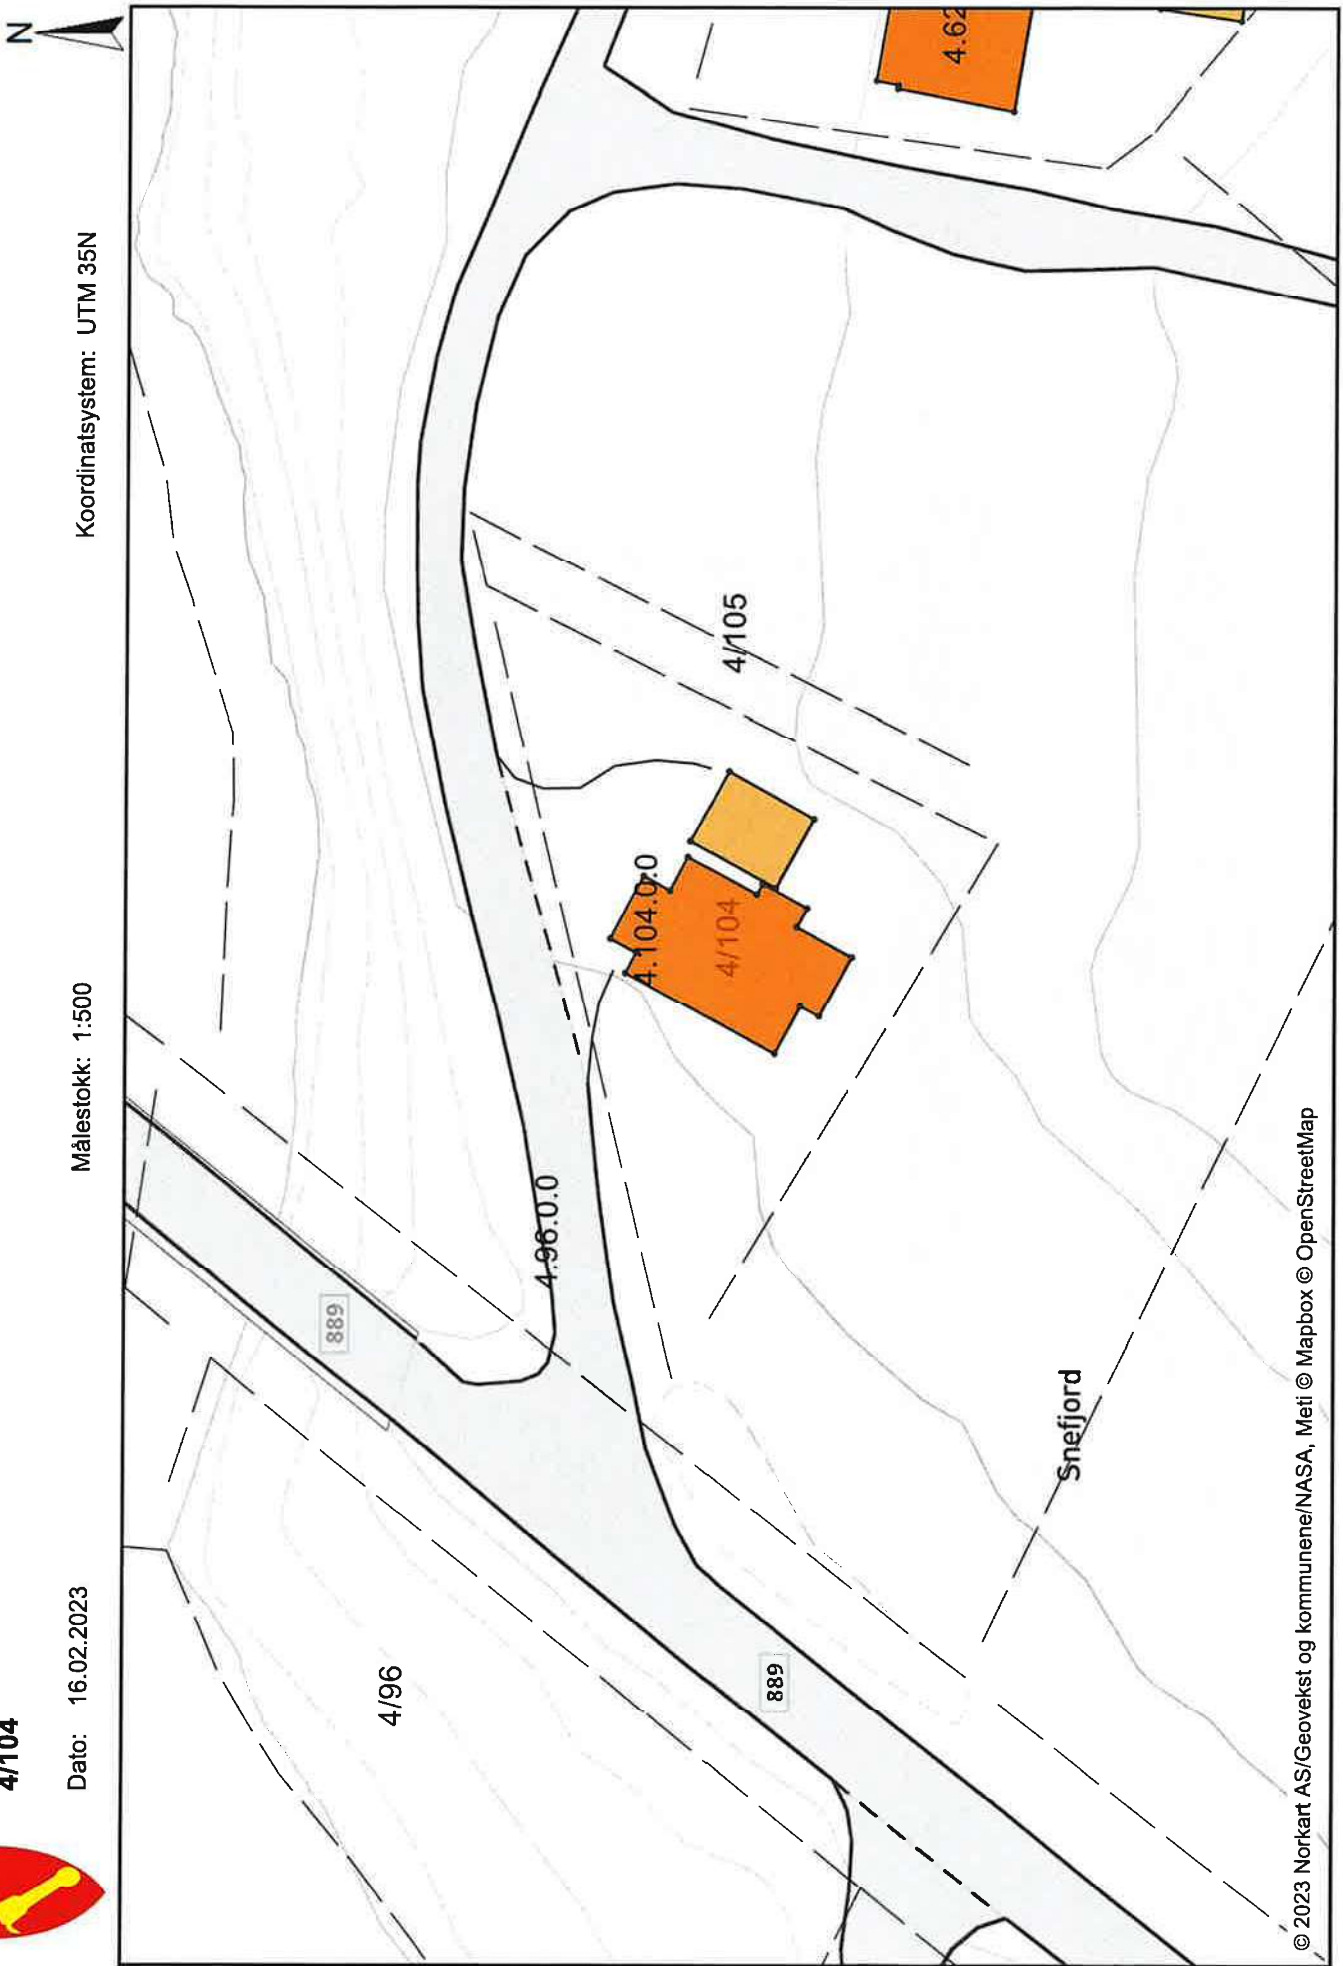 4/104
Dato: 16.02.2023
Målestokk: 1:500
Koordinatsystem: UTM 35N
N
889
4/96
4.96.0.0
4.104.0.0
4/104
4/105
4.62
889
Snefjord
© 2023 Norkart AS/Geovekst og kommunene/NASA, Meti © Mapbox © OpenStreetMap